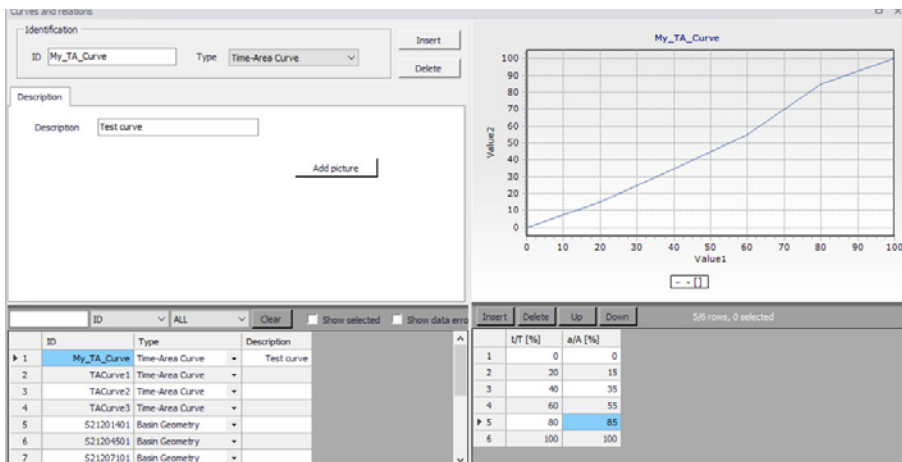 Curves and relations
Identification
ID My_TA_Curve Type Time-Area Curve
Insert
Delete
Description
Description Test curve
Add picture
My_TA_Curve
100
90
80
70
60
50
40
30
20
10
0
Value2
0 10 20 30 40 50 60 70 80 90 100
Value1
- - []
ID ALL Clear Show selected Show data erro
ID Type Description
1 My_TA_Curve Time-Area Curve Test curve
2 TACurve1 Time-Area Curve
3 TACurve2 Time-Area Curve
4 TACurve3 Time-Area Curve
5 S21201401 Basin Geometry
6 S21204501 Basin Geometry
7 S21207101 Basin Geometry
Insert Delete Up Down 5/6 rows, 0 selected
t/T [%] a/A [%]
1 0 0
2 20 15
3 40 35
4 60 55
5 80 85
6 100 100